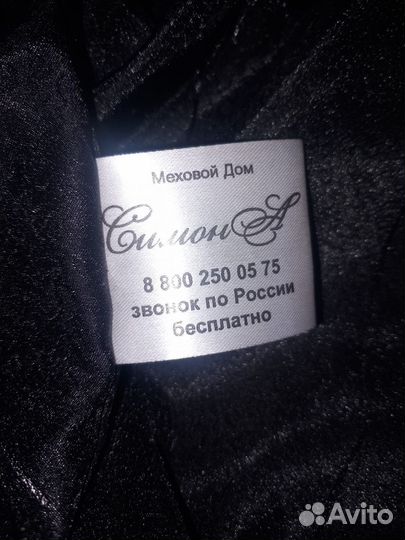 Меховой Дом
СимонА
8 800 250 05 75
звонок по России
бесплатно
Avito